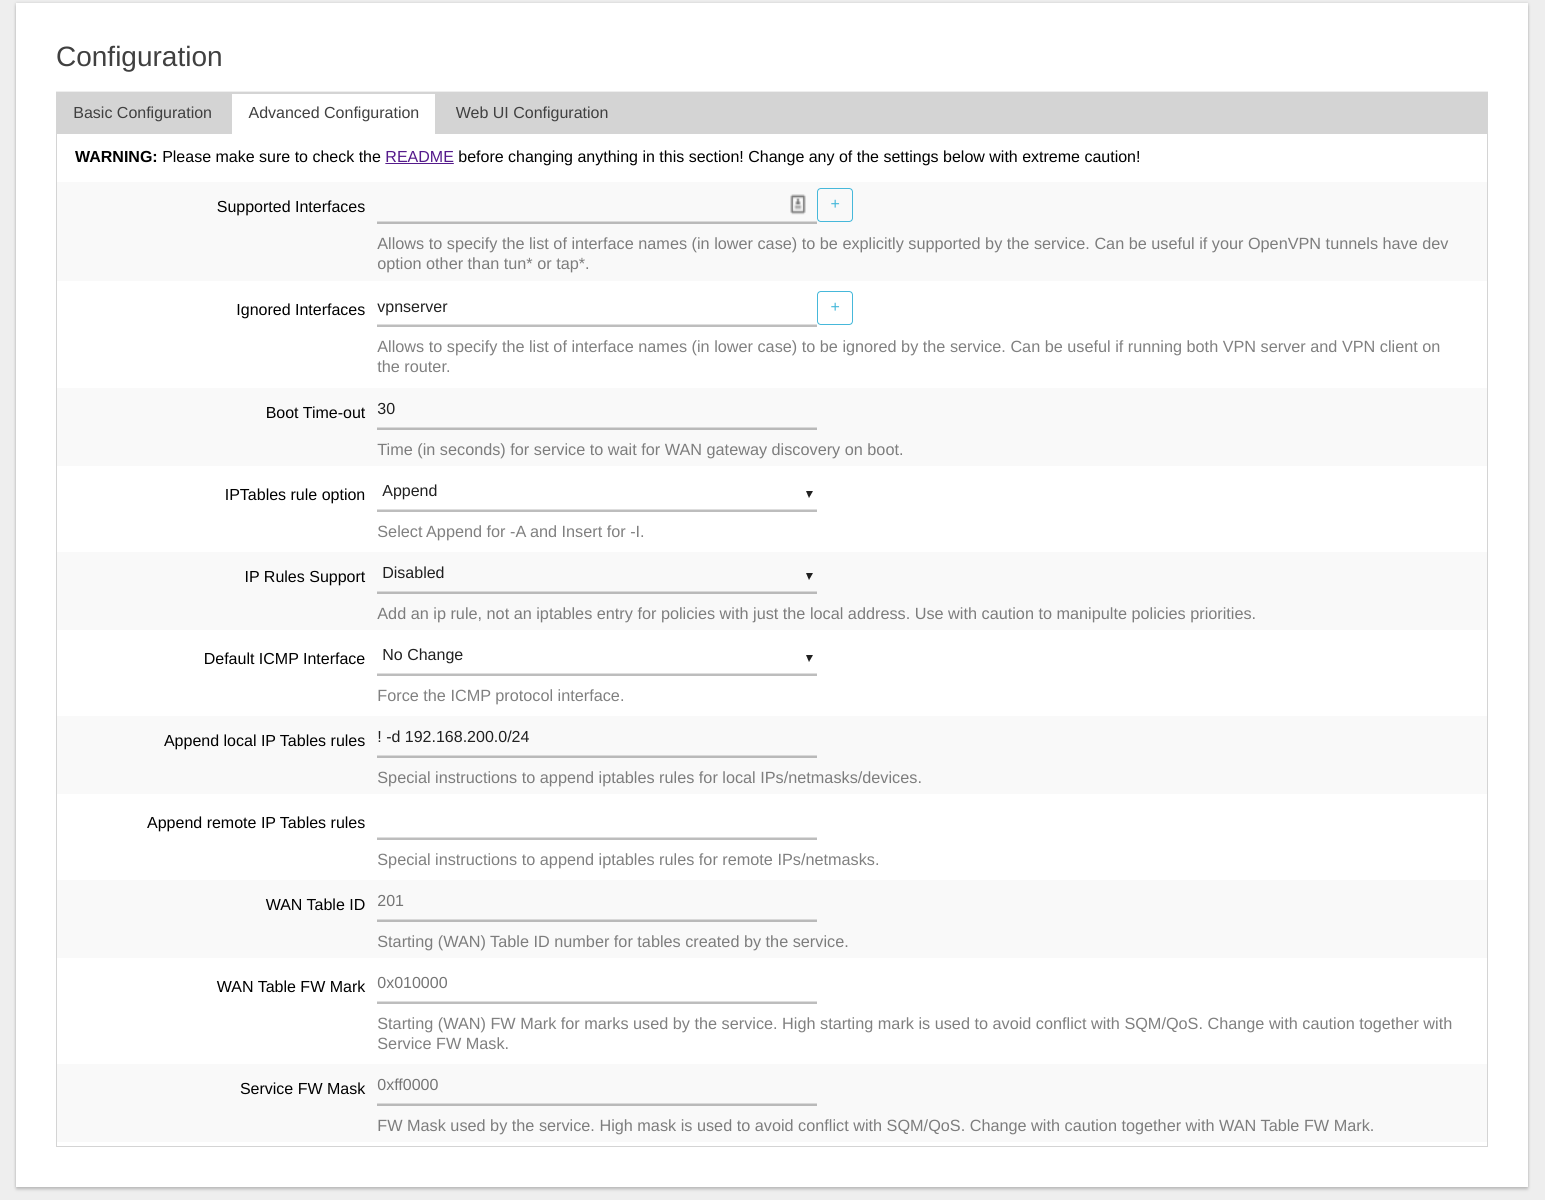 Configuration
Basic Configuration Advanced Configuration Web UI Configuration
WARNING: Please make sure to check the README before changing anything in this section! Change any of the settings below with extreme caution!
Supported Interfaces +
Allows to specify the list of interface names (in lower case) to be explicitly supported by the service. Can be useful if your OpenVPN tunnels have dev
option other than tun* or tap*.
Ignored Interfaces vpnserver +
Allows to specify the list of interface names (in lower case) to be ignored by the service. Can be useful if running both VPN server and VPN client on
the router.
Boot Time-out 30
Time (in seconds) for service to wait for WAN gateway discovery on boot.
IPTables rule option Append ▼
Select Append for -A and Insert for -I.
IP Rules Support Disabled ▼
Add an ip rule, not an iptables entry for policies with just the local address. Use with caution to manipulte policies priorities.
Default ICMP Interface No Change ▼
Force the ICMP protocol interface.
Append local IP Tables rules ! -d 192.168.200.0/24
Special instructions to append iptables rules for local IPs/netmasks/devices.
Append remote IP Tables rules
Special instructions to append iptables rules for remote IPs/netmasks.
WAN Table ID 201
Starting (WAN) Table ID number for tables created by the service.
WAN Table FW Mark 0x010000
Starting (WAN) FW Mark for marks used by the service. High starting mark is used to avoid conflict with SQM/QoS. Change with caution together with
Service FW Mask.
Service FW Mask 0xff0000
FW Mask used by the service. High mask is used to avoid conflict with SQM/QoS. Change with caution together with WAN Table FW Mark.